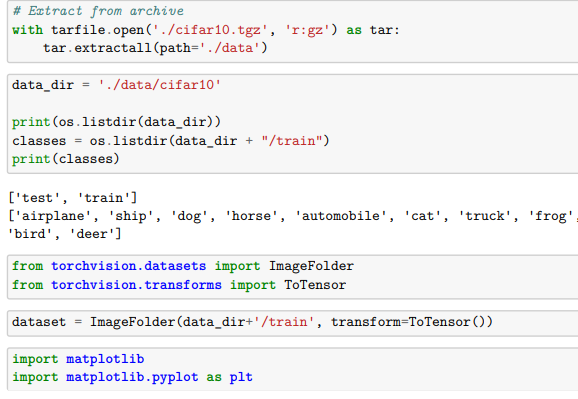 # Extract from archive
with tarfile.open('./cifar10.tgz', 'r:gz') as tar:
    tar.extractall(path='./data')
data_dir = './data/cifar10'
print(os.listdir(data_dir))
classes = os.listdir(data_dir + "/train")
print(classes)
['test', 'train']
['airplane', 'ship', 'dog', 'horse', 'automobile', 'cat', 'truck', 'frog',
'bird', 'deer']
from torchvision.datasets import ImageFolder
from torchvision.transforms import ToTensor
dataset = ImageFolder(data_dir+'/train', transform=ToTensor())
import matplotlib
import matplotlib.pyplot as plt